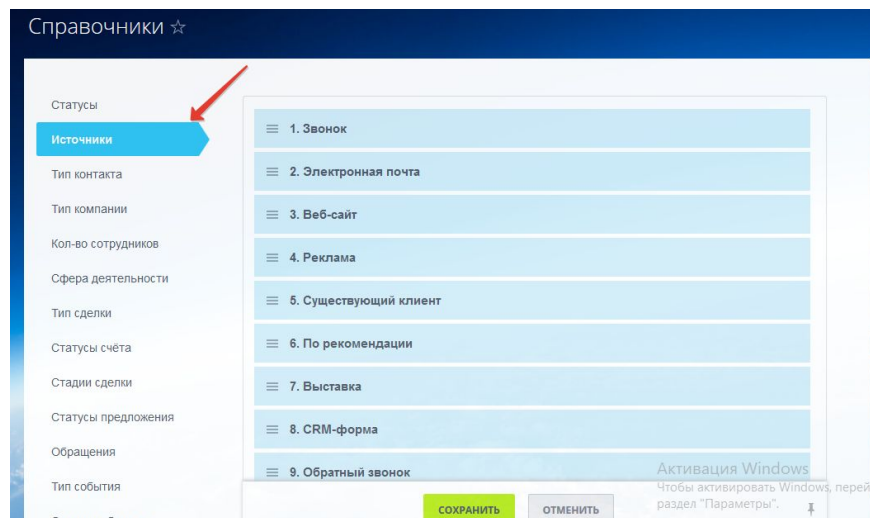 Справочники
Статусы
Источники
Тип контакта
Тип компании
Кол-во сотрудников
Сфера деятельности
Тип сделки
Статусы счёта
Стадии сделки
Статусы предложения
Обращения
Тип события
1. Звонок
2. Электронная почта
3. Веб-сайт
4. Реклама
5. Существующий клиент
6. По рекомендации
7. Выставка
8. CRM-форма
9. Обратный звонок
СОХРАНИТЬ
ОТМЕНИТЬ
Активация Windows
Чтобы активировать Windows, перей
раздел "Параметры".